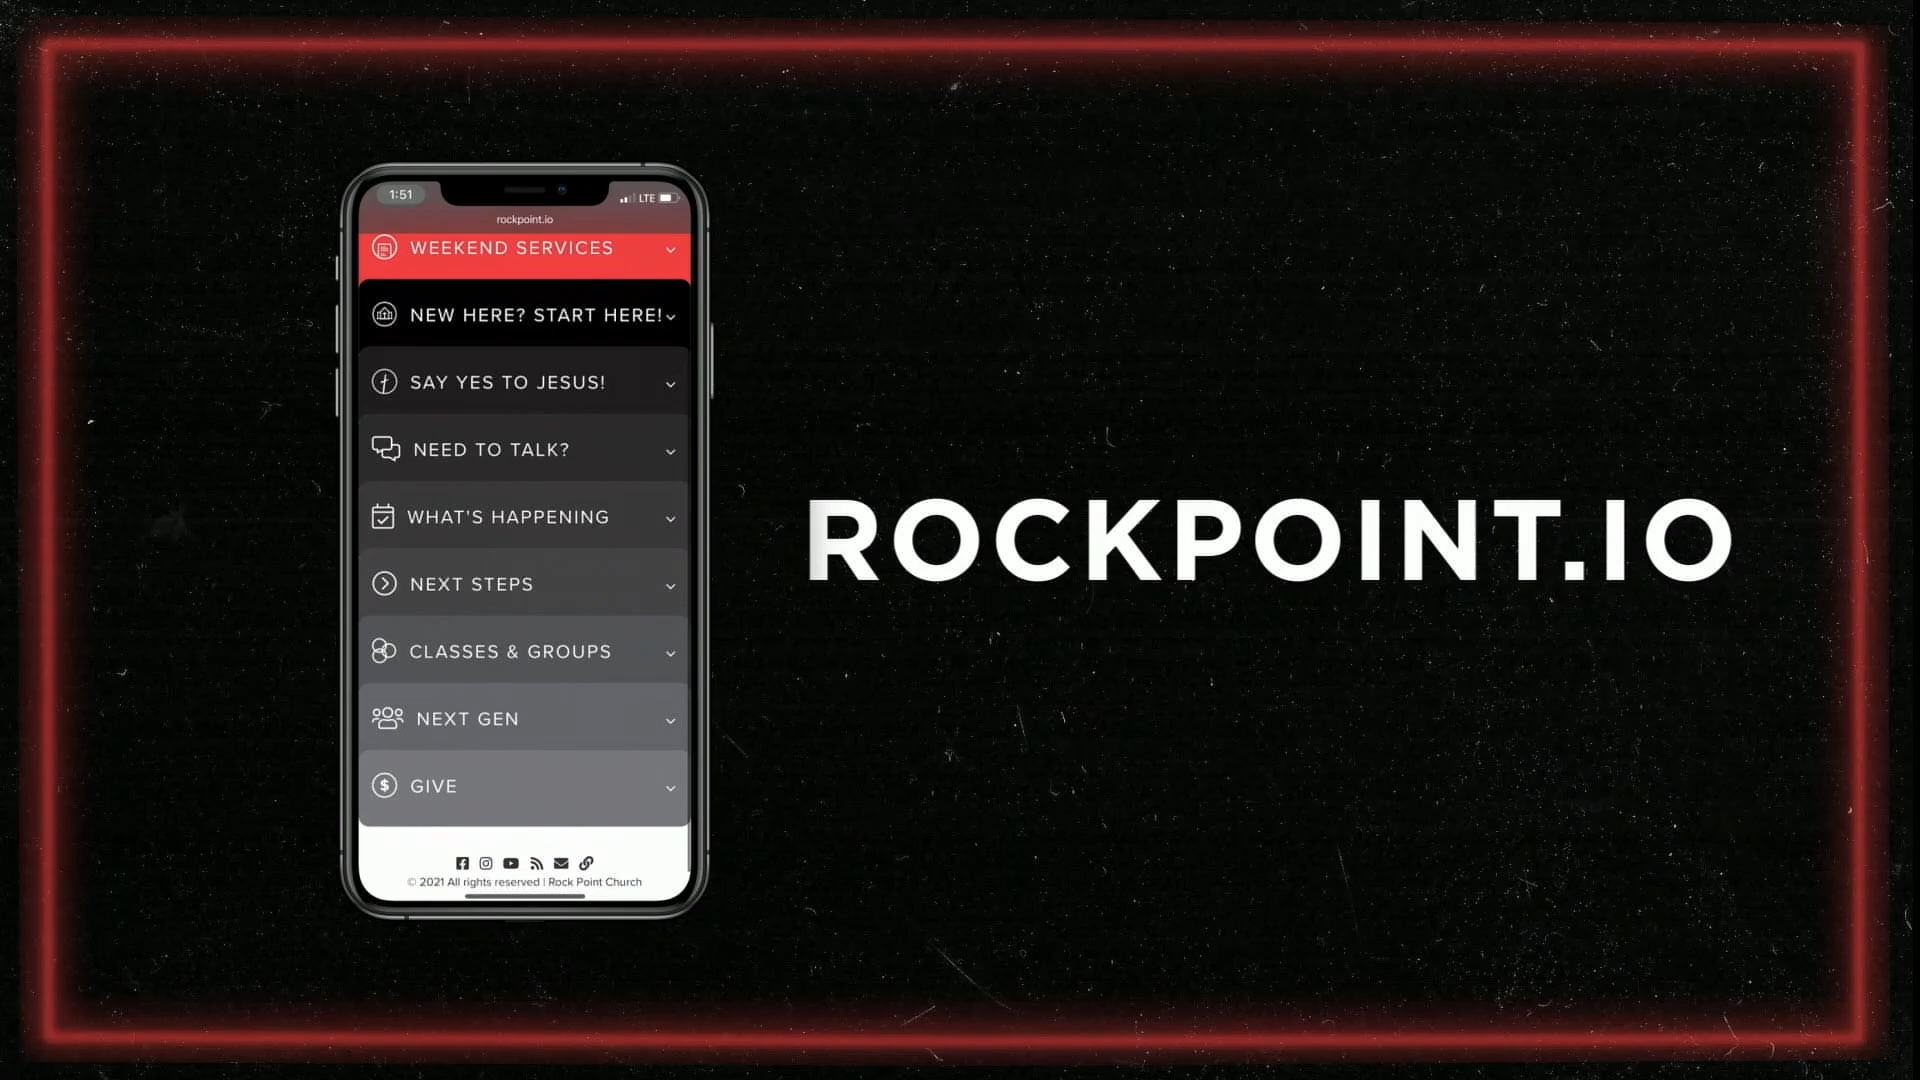 1:51
LTE
rockpoint.io
WEEKEND SERVICES
NEW HERE? START HERE!
SAY YES TO JESUS!
NEED TO TALK?
WHAT'S HAPPENING
NEXT STEPS
CLASSES & GROUPS
NEXT GEN
$ GIVE
© 2021 All rights reserved | Rock Point Church
ROCKPOINT.IO